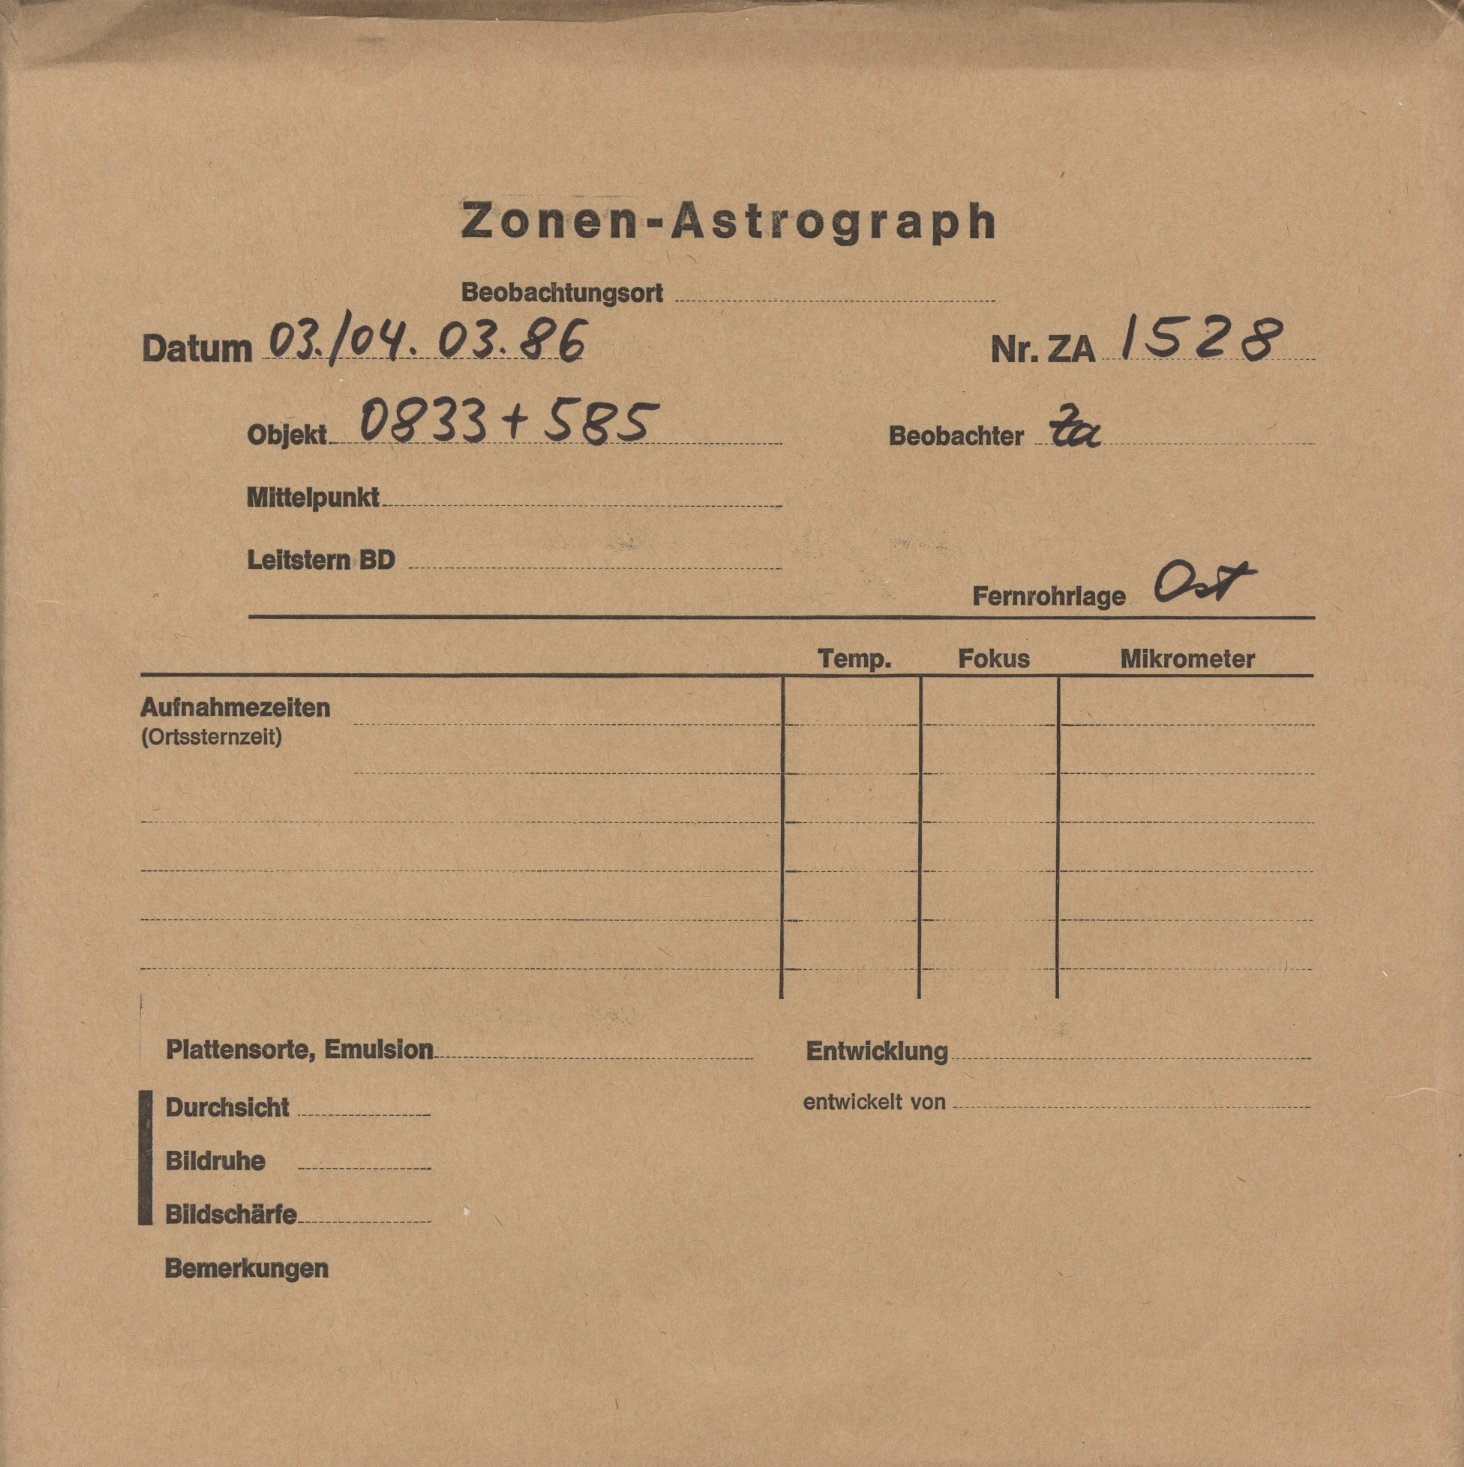 Zonen-Astrograph
Beobachtungsort
Datum 03./04. 03. 86 Nr. ZA 1528
Objekt 0833 + 585 Beobachter Za
Mittelpunkt
Leitstern BD
Fernrohrlage Ost
Temp. Fokus Mikrometer
Aufnahmezeiten
(Ortssternzeit)
Plattensorte, Emulsion Entwicklung
Durchsicht entwickelt von
Bildruhe
Bildschärfe
Bemerkungen